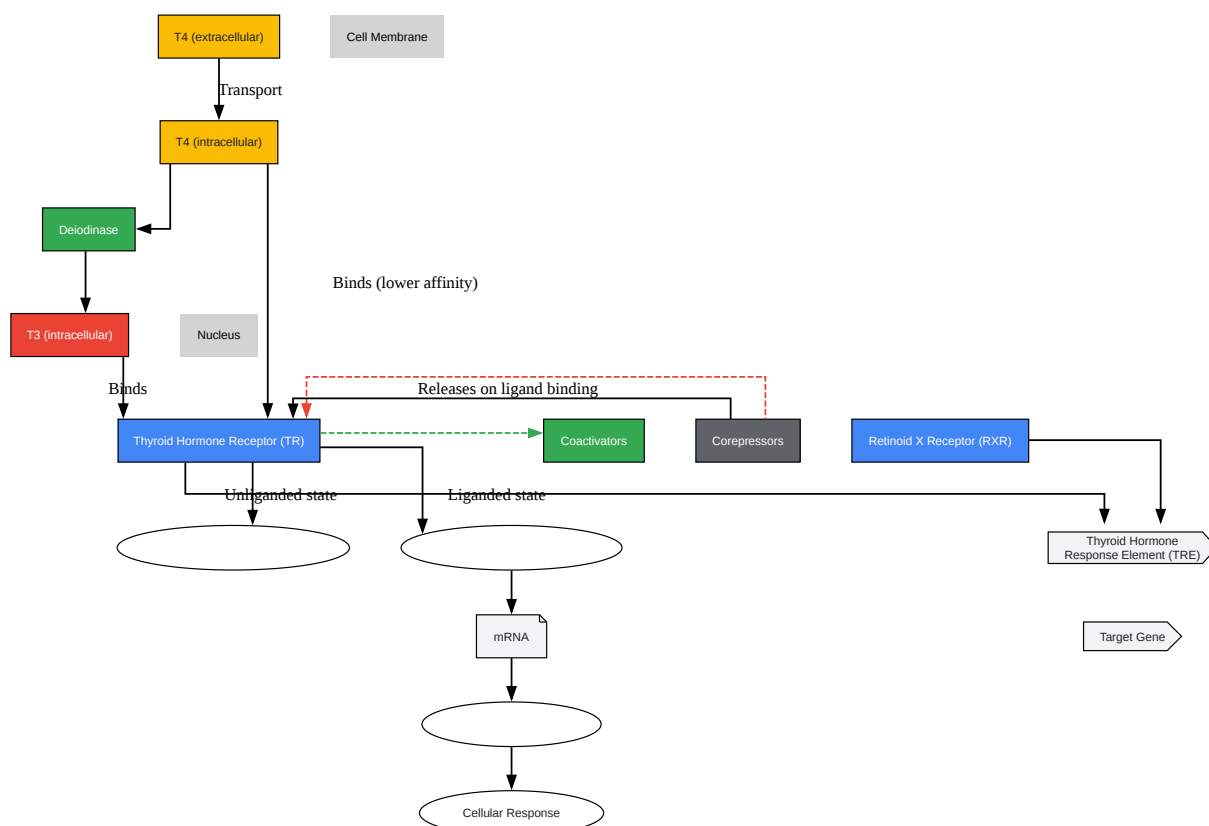 T4 (extracellular)
Cell Membrane
Transport
T4 (intracellular)
Deiodinase
Binds (lower affinity)
T3 (intracellular)
Nucleus
Binds
Releases on ligand binding
Thyroid Hormone Receptor (TR)
Coactivators
Corepressors
Retinoid X Receptor (RXR)
Unliganded state
Liganded state
Thyroid Hormone
Response Element (TRE)
mRNA
Target Gene
Cellular Response